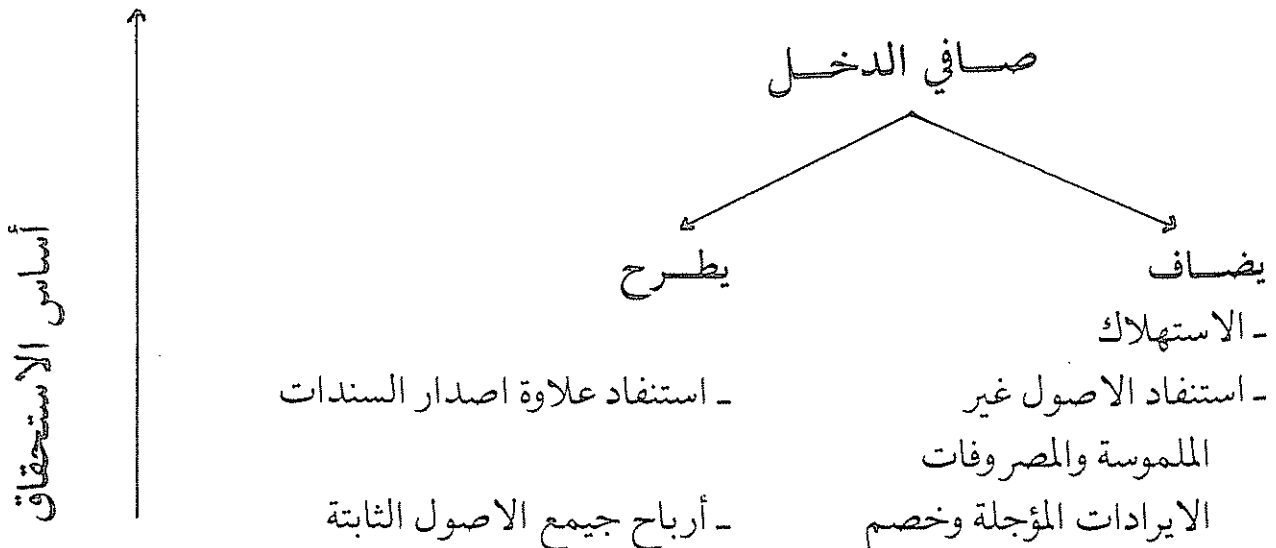 صافي الدخل
يضاف
يطرح
ـ الاستهلاك
ـ استنفاد الاصول غير
ـ استنفاد علاوة اصدار السندات
الملموسة والمصروفات
الايرادات المؤجلة وخصم
ـ أرباح جيمع الاصول الثابتة
أساس الاستحقاق